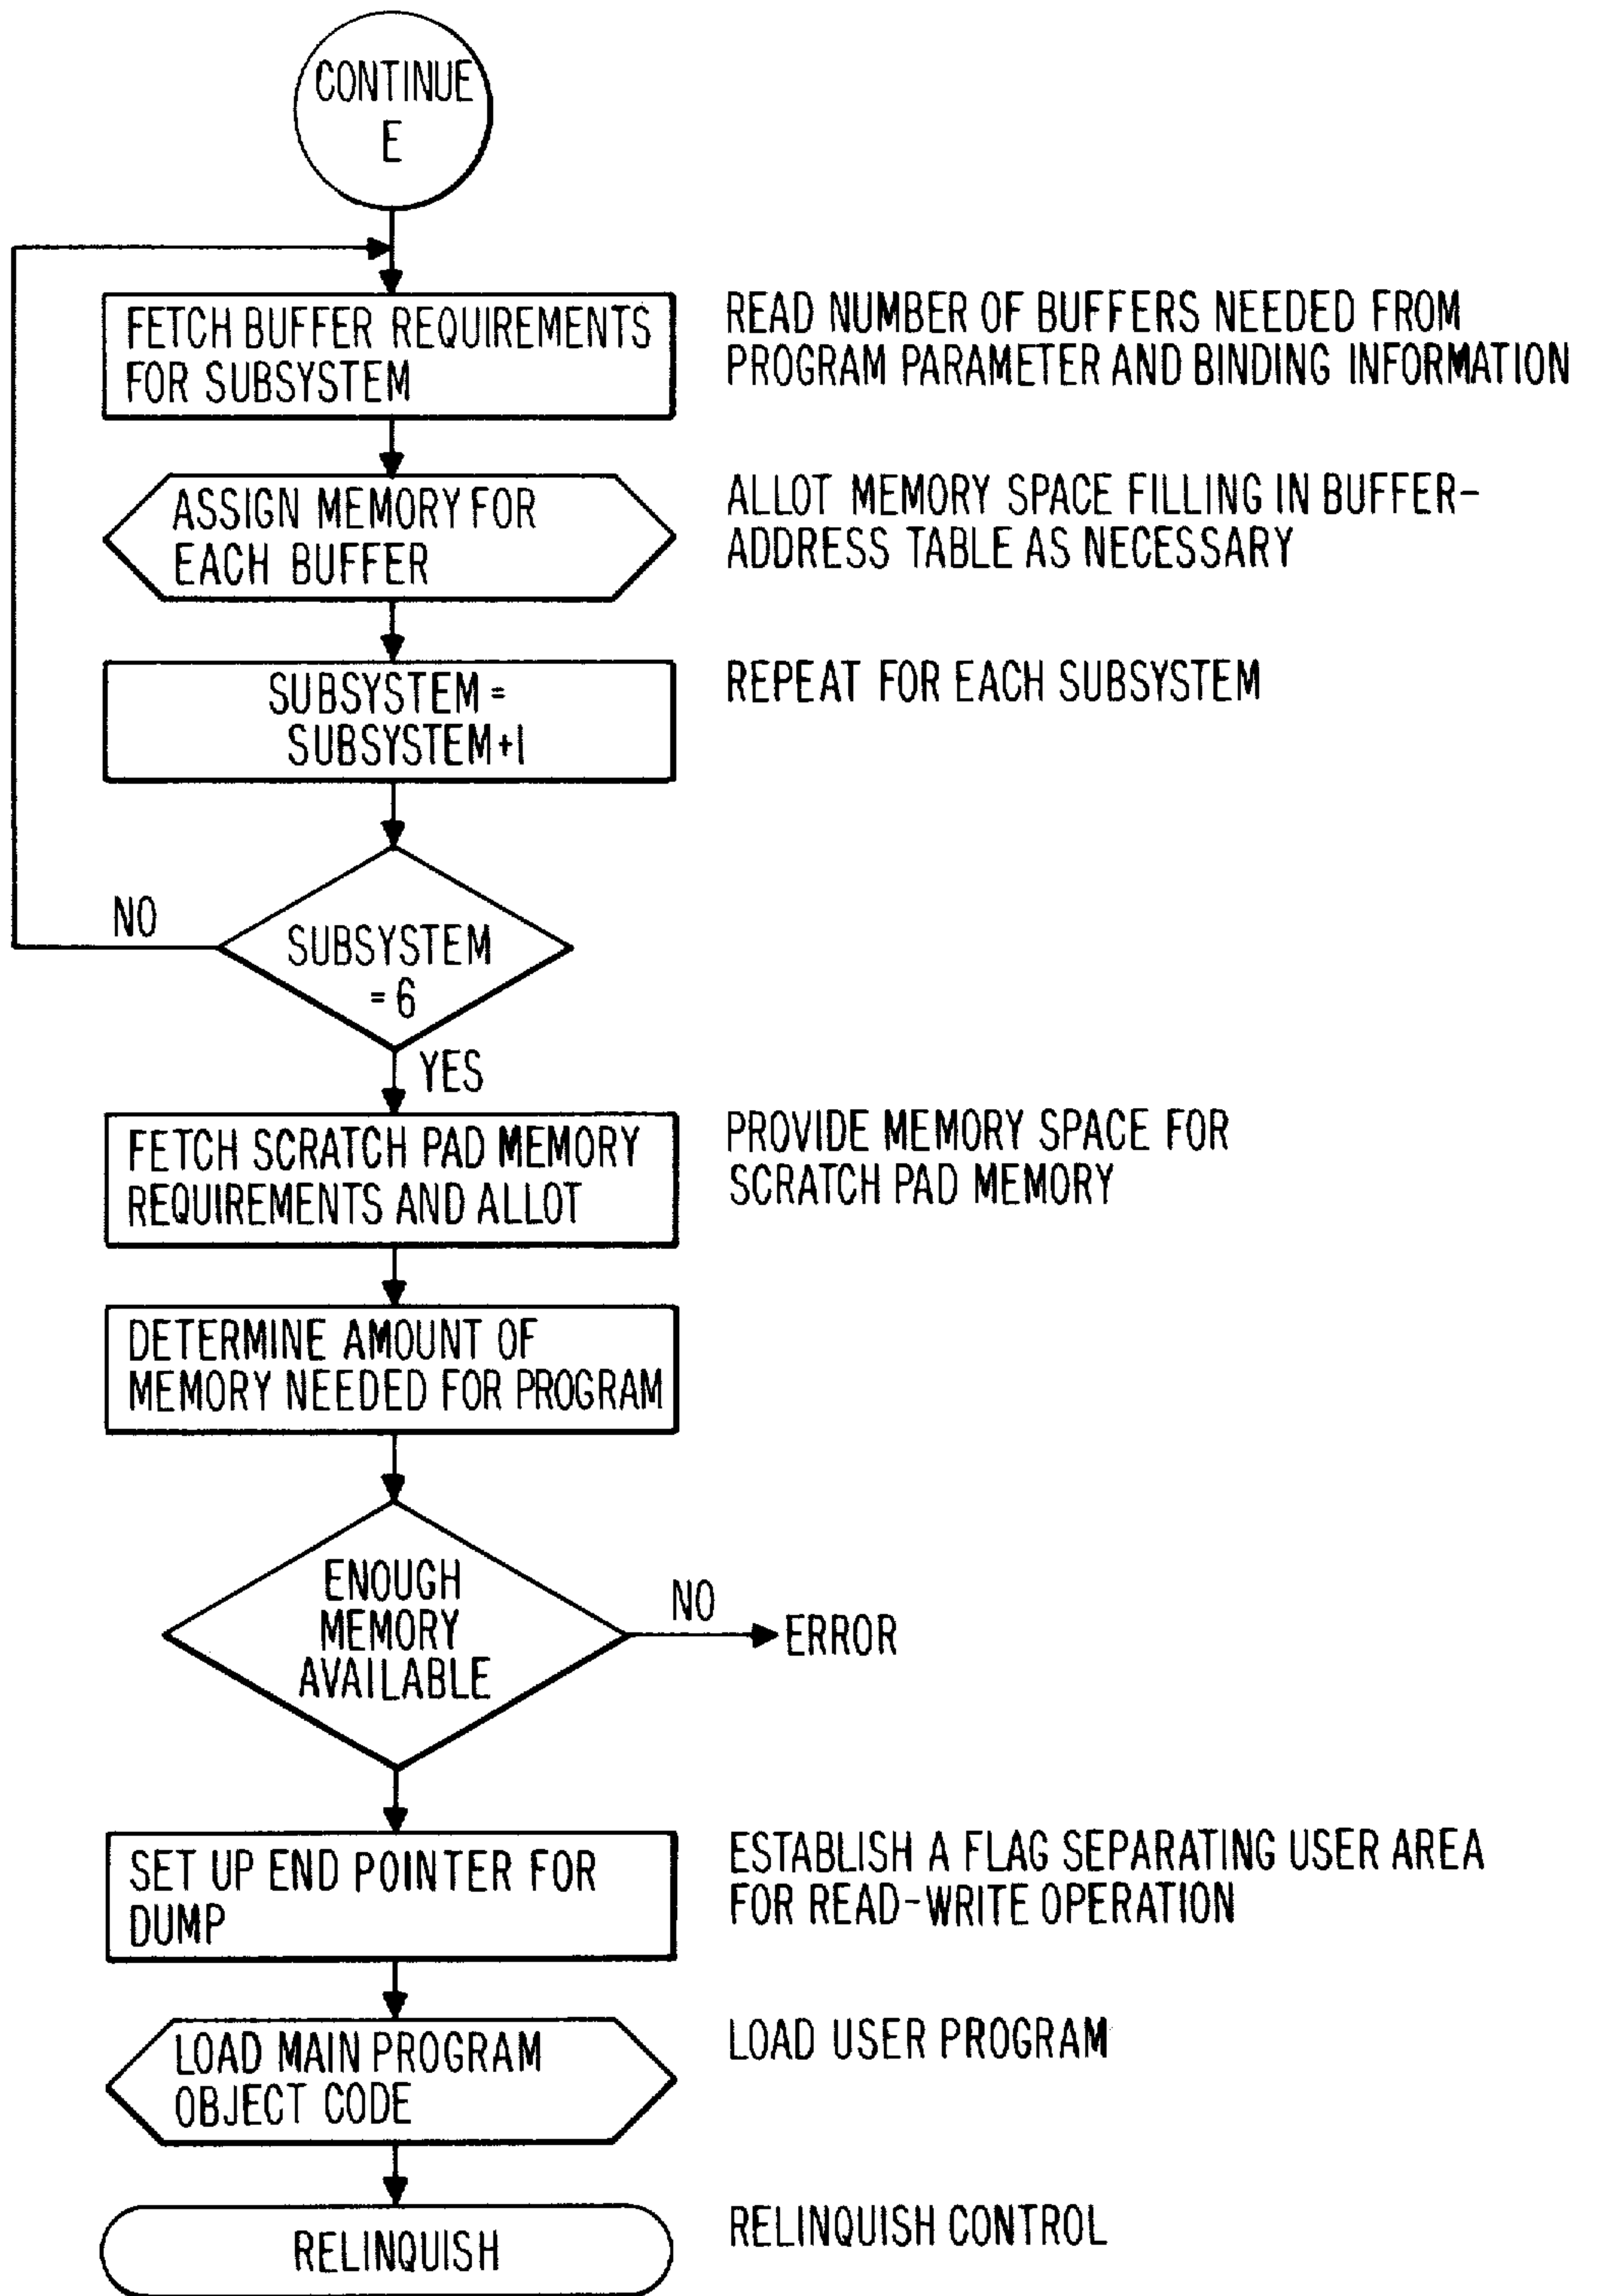 CONTINUE
E
FETCH BUFFER REQUIREMENTS
FOR SUBSYSTEM
READ NUMBER OF BUFFERS NEEDED FROM
PROGRAM PARAMETER AND BINDING INFORMATION
ASSIGN MEMORY FOR
EACH BUFFER
ALLOT MEMORY SPACE FILLING IN BUFFER-
ADDRESS TABLE AS NECESSARY
SUBSYSTEM =
SUBSYSTEM+1
REPEAT FOR EACH SUBSYSTEM
NO
SUBSYSTEM
= 6
YES
FETCH SCRATCH PAD MEMORY
REQUIREMENTS AND ALLOT
PROVIDE MEMORY SPACE FOR
SCRATCH PAD MEMORY
DETERMINE AMOUNT OF
MEMORY NEEDED FOR PROGRAM
ENOUGH
MEMORY
AVAILABLE
NO
ERROR
SET UP END POINTER FOR
DUMP
ESTABLISH A FLAG SEPARATING USER AREA
FOR READ-WRITE OPERATION
LOAD MAIN PROGRAM
OBJECT CODE
LOAD USER PROGRAM
RELINQUISH
RELINQUISH CONTROL